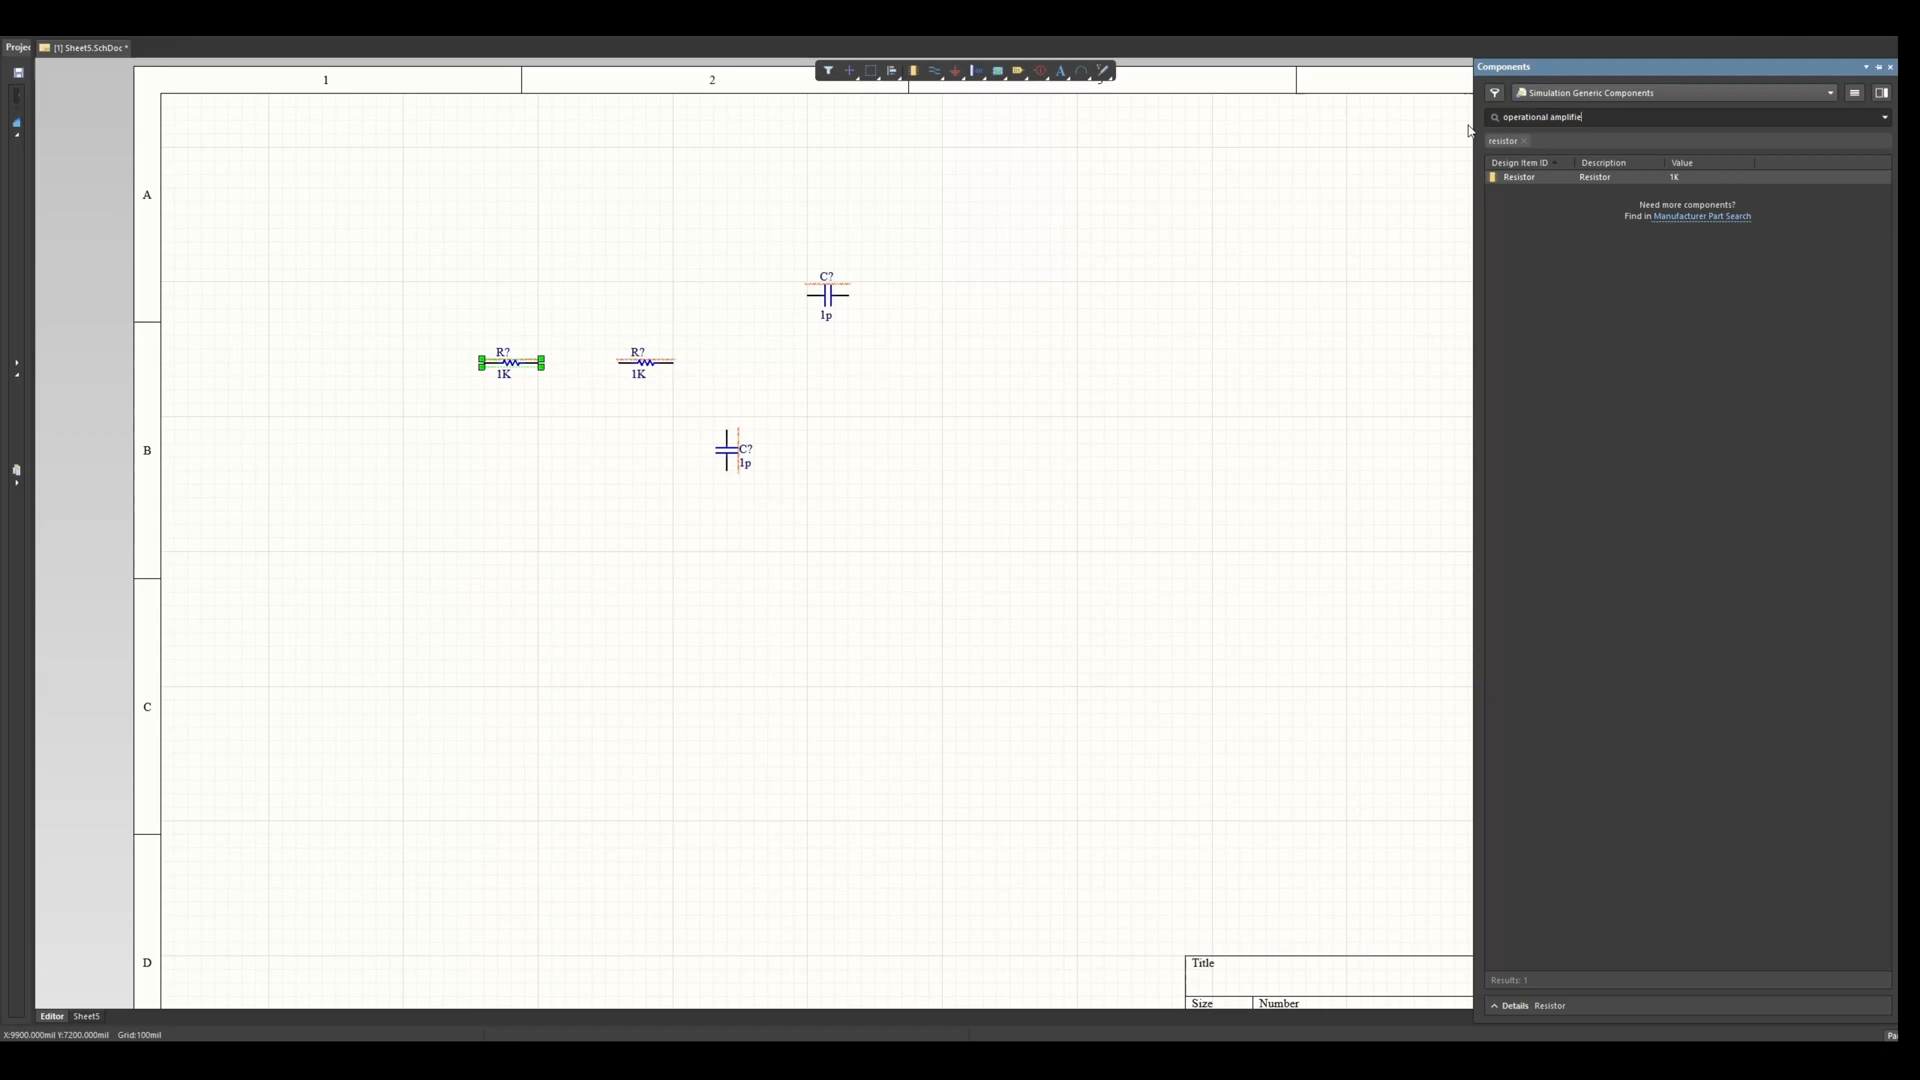 Projec
[1] Sheet5.SchDoc *
Components
1
2
Simulation Generic Components
operational amplifie
resistor
Design Item ID Description Value
Resistor Resistor 1K
Need more components?
Find in Manufacturer Part Search
A
C?
1p
R?
1K
R?
1K
B
C?
1p
C
D
Title
Size Number
Results: 1
Details Resistor
Editor Sheet5
X:9900.000mil Y:7200.000mil Grid:100mil
Pa